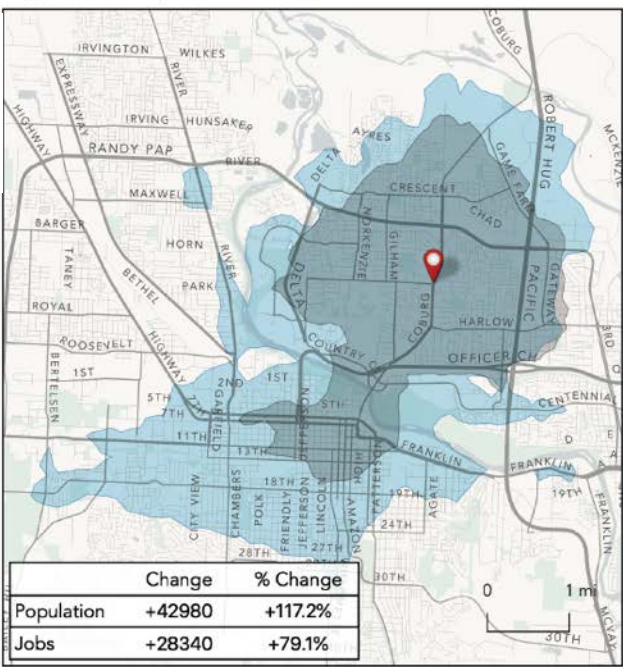 COBURG
IRVINGTON
WILKES
EXPRESSWAY
RIVER
HIGHWAY
IRVING
HUNSAKER
AYRES
ROBERT HUG
RANDY PAP
RIVER
DELTA
GAME FARM
MCKENZIE
MAXWELL
CRESCENT
BARGER
NORKENZIE
CHAD
TANEY
HORN
RIVER
GILHAM
BETHEL
PARK
DELTA
PACIFIC
GATEWAY
ROYAL
COBURG
HARLOW
HIGHWAY
COUNTRY C
3RD
ROOSEVELT
OFFICER CH
1ST
2ND
1ST
BERTELSEN
5TH
7TH
7TH
GARFIELD
JEFFERSON
5TH
CENTENNIAL
11TH
13TH
HIGH
FRANKLIN
FRANKLIN
18TH
PATTERSON
19TH
AGATE
19TH
CITY VIEW
CHAMBERS
POLK
FRIENDLY
JEFFERSON
LINCOLN
AMAZON
24TH
FRANKLIN
28TH
27TH
30TH
Change % Change
Population +42980 +117.2%
Jobs +28340 +79.1%
0 1 mi
30TH
MCVAY